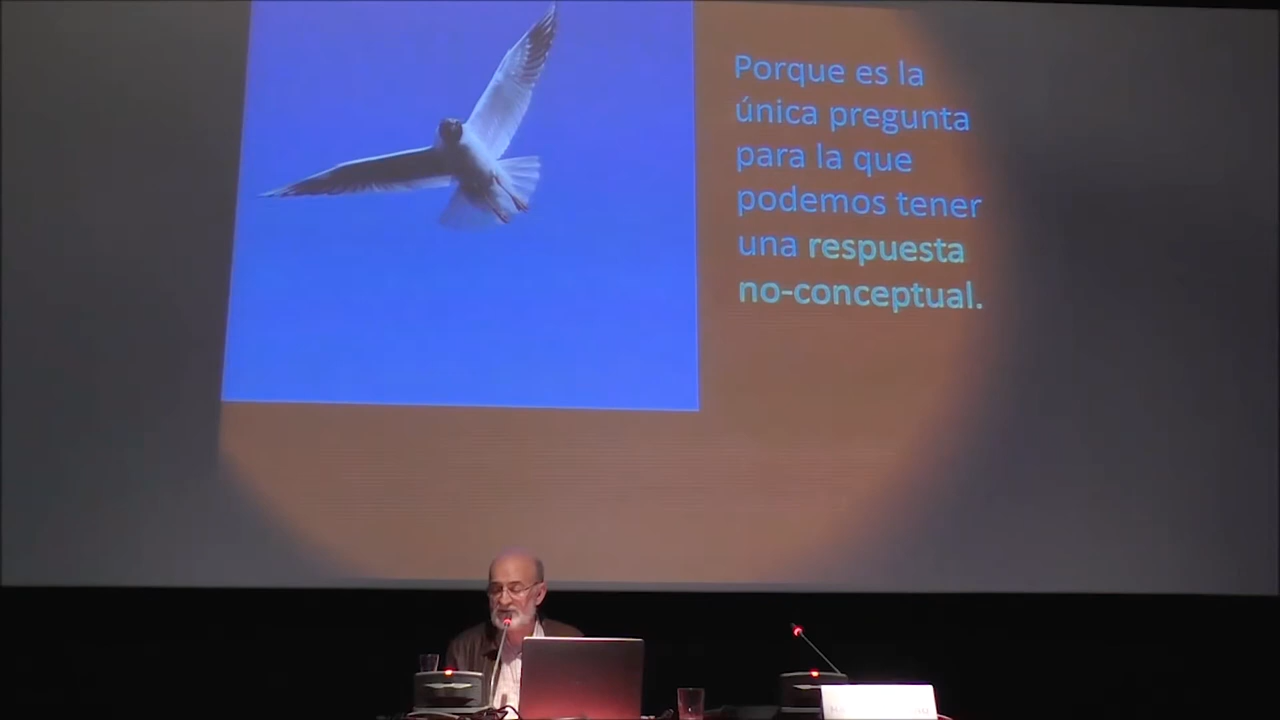 Porque es la
única pregunta
para la que
podemos tener
una respuesta
no-conceptual.